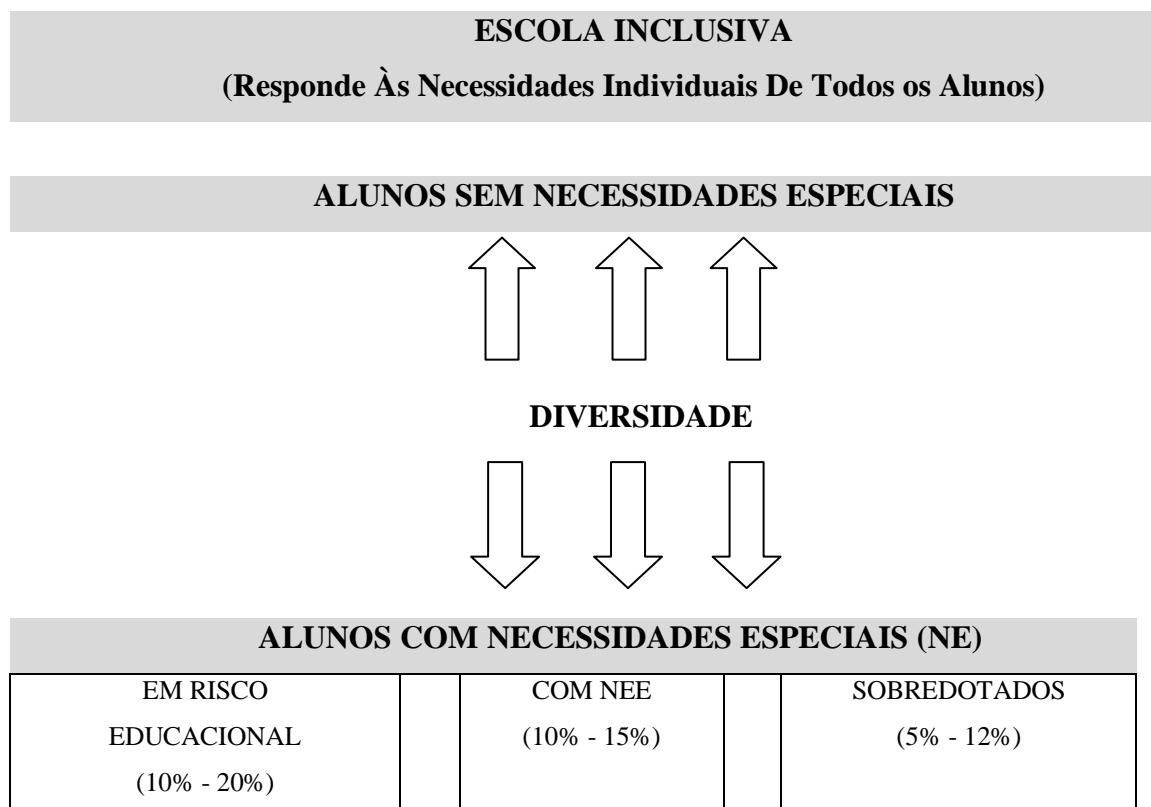 ESCOLA INCLUSIVA
(Responde Às Necessidades Individuais De Todos os Alunos)
ALUNOS SEM NECESSIDADES ESPECIAIS
DIVERSIDADE
ALUNOS COM NECESSIDADES ESPECIAIS (NE)
EM RISCO
EDUCACIONAL
(10% - 20%)
COM NEE
(10% - 15%)
SOBREDOTADOS
(5% - 12%)